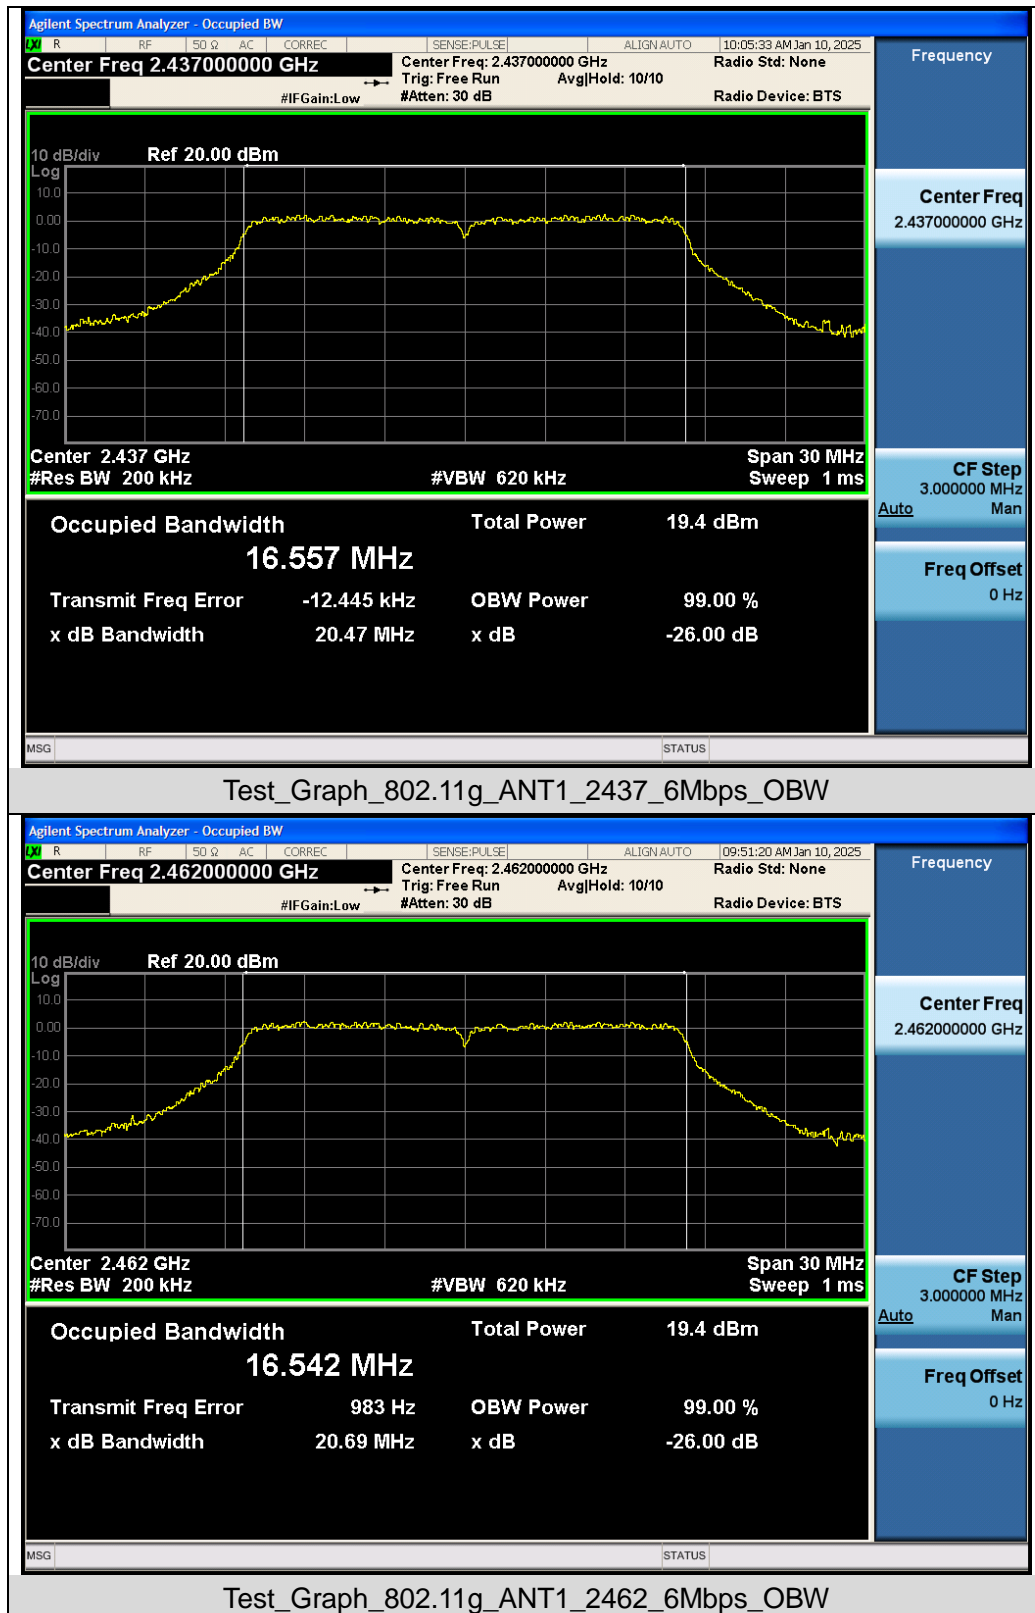 Agilent Spectrum Analyzer - Occupied BW
LXI R RF 50 Ω AC CORREC SENSE:PULSE ALIGN AUTO 10:05:33 AM Jan 10, 2025
Center Freq 2.437000000 GHz Center Freq: 2.437000000 GHz Radio Std: None Frequency
Trig: Free Run Avg|Hold: 10/10
#IFGain:Low #Atten: 30 dB Radio Device: BTS
10 dB/div Ref 20.00 dBm
Log
10.0
0.00
-10.0
-20.0
-30.0
-40.0
-50.0
-60.0
-70.0
Center Freq
2.437000000 GHz
Center 2.437 GHz Span 30 MHz
#Res BW 200 kHz #VBW 620 kHz Sweep 1 ms
CF Step
3.000000 MHz
Auto Man
Occupied Bandwidth Total Power 19.4 dBm
16.557 MHz
Transmit Freq Error -12.445 kHz OBW Power 99.00 %
x dB Bandwidth 20.47 MHz x dB -26.00 dB
Freq Offset
0 Hz
MSG STATUS
Test_Graph_802.11g_ANT1_2437_6Mbps_OBW
Agilent Spectrum Analyzer - Occupied BW
LXI R RF 50 Ω AC CORREC SENSE:PULSE ALIGN AUTO 09:51:20 AM Jan 10, 2025
Center Freq 2.462000000 GHz Center Freq: 2.462000000 GHz Radio Std: None Frequency
Trig: Free Run Avg|Hold: 10/10
#IFGain:Low #Atten: 30 dB Radio Device: BTS
10 dB/div Ref 20.00 dBm
Log
10.0
0.00
-10.0
-20.0
-30.0
-40.0
-50.0
-60.0
-70.0
Center Freq
2.462000000 GHz
Center 2.462 GHz Span 30 MHz
#Res BW 200 kHz #VBW 620 kHz Sweep 1 ms
CF Step
3.000000 MHz
Auto Man
Occupied Bandwidth Total Power 19.4 dBm
16.542 MHz
Transmit Freq Error 983 Hz OBW Power 99.00 %
x dB Bandwidth 20.69 MHz x dB -26.00 dB
Freq Offset
0 Hz
MSG STATUS
Test_Graph_802.11g_ANT1_2462_6Mbps_OBW